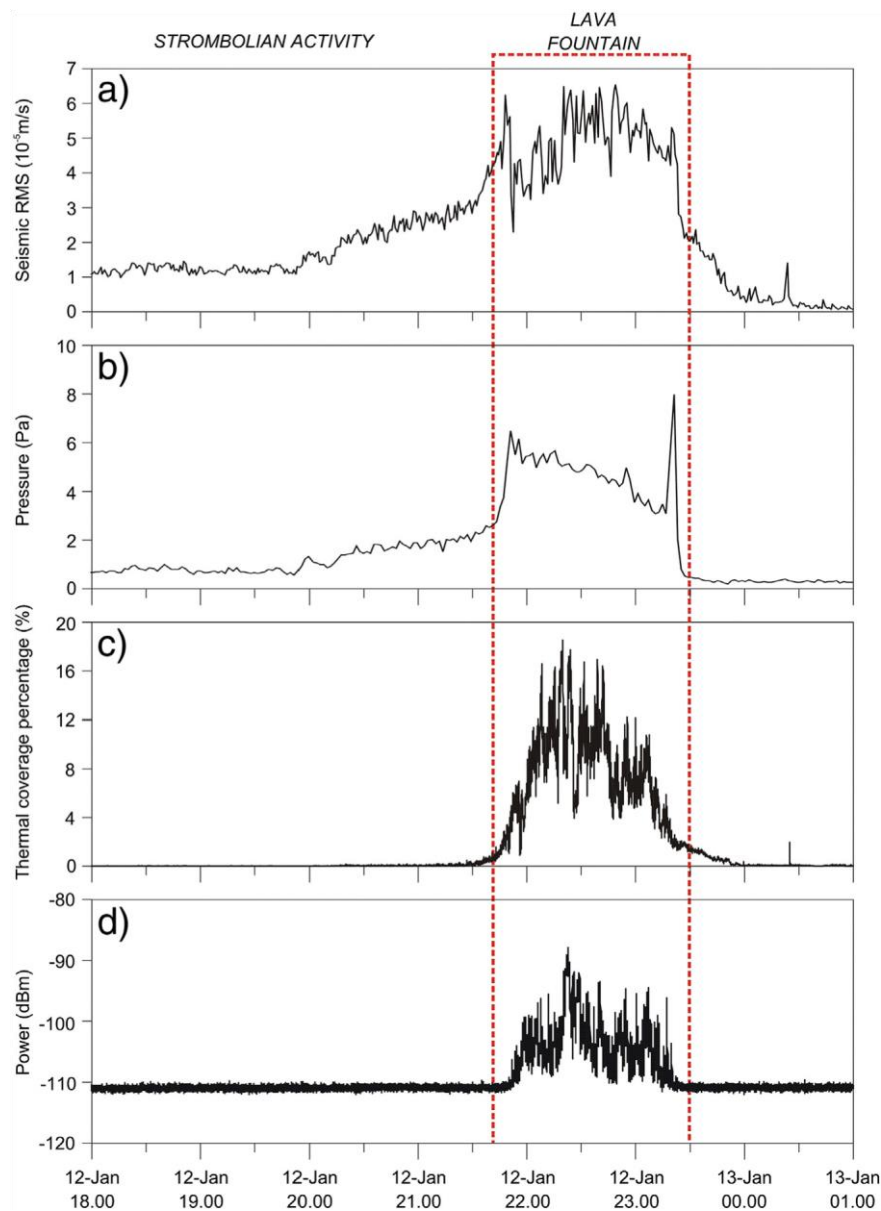 STROMBOLIAN ACTIVITY
LAVA
FOUNTAIN
a)
Seismic RMS (10⁻⁵m/s)
7
6
5
4
3
2
1
0
b)
Pressure (Pa)
10
8
6
4
2
0
c)
Thermal coverage percentage (%)
20
16
12
8
4
0
d)
Power (dBm)
-80
-90
-100
-110
-120
12-Jan 12-Jan 12-Jan 12-Jan 12-Jan 12-Jan 13-Jan 13-Jan
18.00 19.00 20.00 21.00 22.00 23.00 00.00 01.00